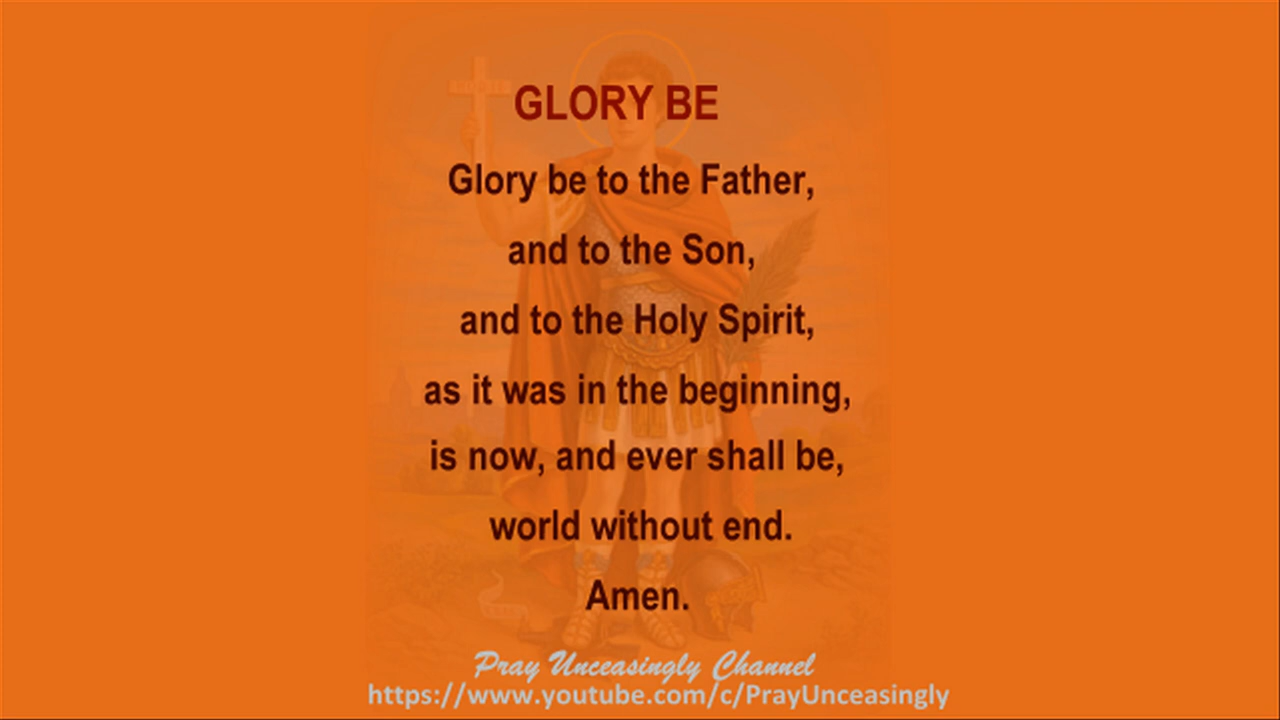 GLORY BE
Glory be to the Father,
and to the Son,
and to the Holy Spirit,
as it was in the beginning,
is now, and ever shall be,
world without end.
Amen.
Pray Unceasingly Channel
https://www.youtube.com/c/PrayUnceasingly